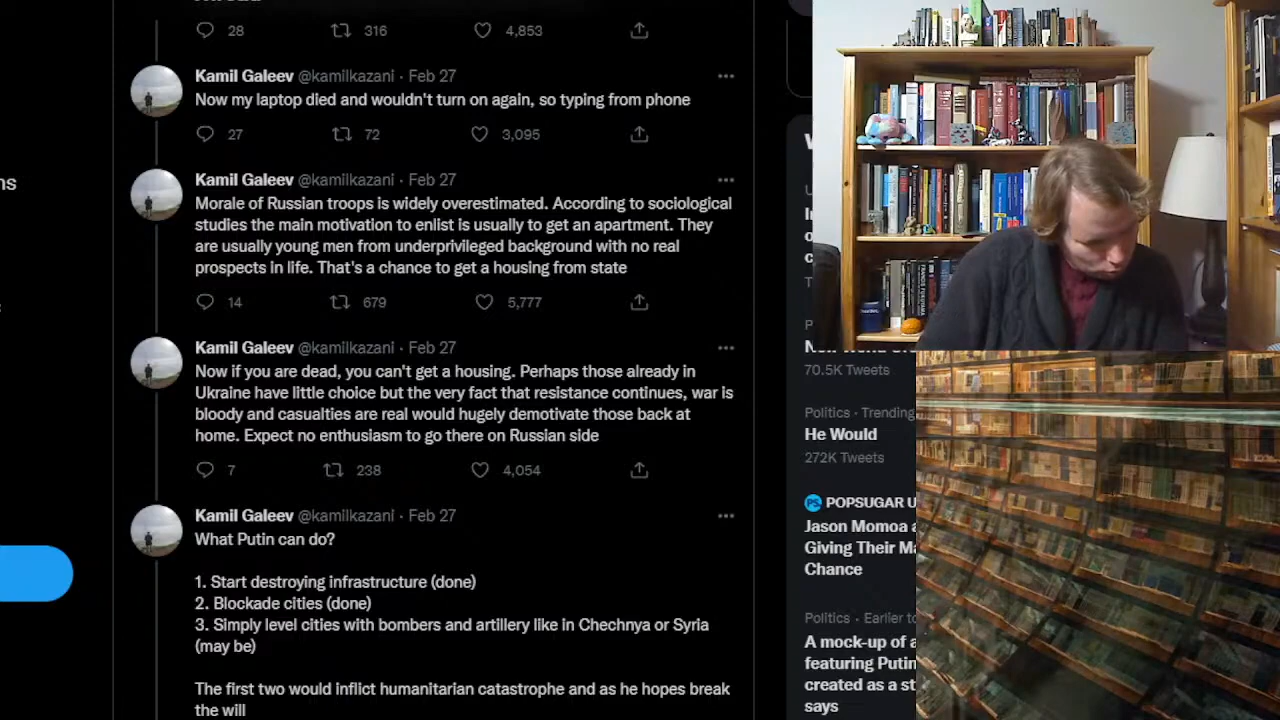 28 316 4,853
Kamil Galeev @kamilkazani · Feb 27
Now my laptop died and wouldn't turn on again, so typing from phone
27 72 3,095
Kamil Galeev @kamilkazani · Feb 27
Morale of Russian troops is widely overestimated. According to sociological
studies the main motivation to enlist is usually to get an apartment. They
are usually young men from underprivileged background with no real
prospects in life. That's a chance to get a housing from state
14 679 5,777
Kamil Galeev @kamilkazani · Feb 27
Now if you are dead, you can't get a housing. Perhaps those already in
Ukraine have little choice but the very fact that resistance continues, war is
bloody and casualties are real would hugely demotivate those back at
home. Expect no enthusiasm to go there on Russian side
7 238 4,054
Kamil Galeev @kamilkazani · Feb 27
What Putin can do?
1. Start destroying infrastructure (done)
2. Blockade cities (done)
3. Simply level cities with bombers and artillery like in Chechnya or Syria
(may be)
The first two would inflict humanitarian catastrophe and as he hopes break
the will
70.5K Tweets
Politics · Trending
He Would
272K Tweets
POPSUGAR
Jason Momoa
Giving Their
Chance
Politics · Earlier
A mock-up of
featuring Putin
created as a
says